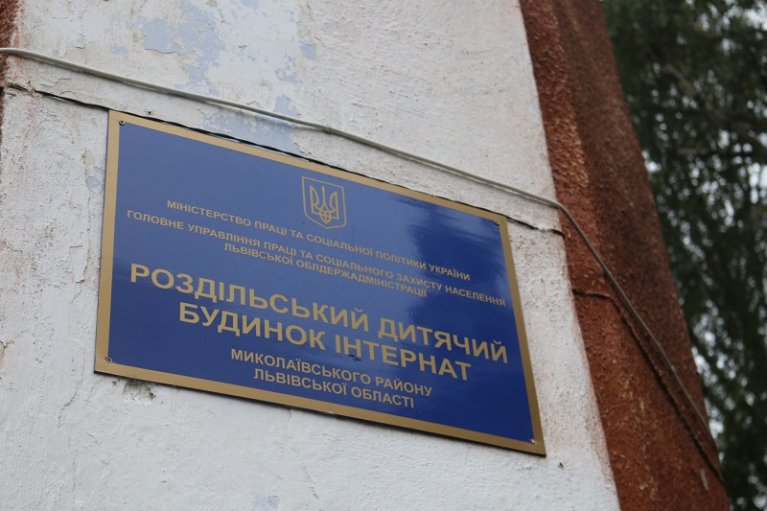 МІНІСТЕРСТВО ПРАЦІ ТА СОЦІАЛЬНОЇ ПОЛІТИКИ УКРАЇНИ
ГОЛОВНЕ УПРАВЛІННЯ ПРАЦІ ТА СОЦІАЛЬНОГО ЗАХИСТУ НАСЕЛЕННЯ
ЛЬВІВСЬКОЇ ОБЛДЕРЖАДМІНІСТРАЦІЇ
РОЗДІЛЬСЬКИЙ ДИТЯЧИЙ
БУДИНОК ІНТЕРНАТ
МИКОЛАЇВСЬКОГО РАЙОНУ
ЛЬВІВСЬКОЇ ОБЛАСТІ